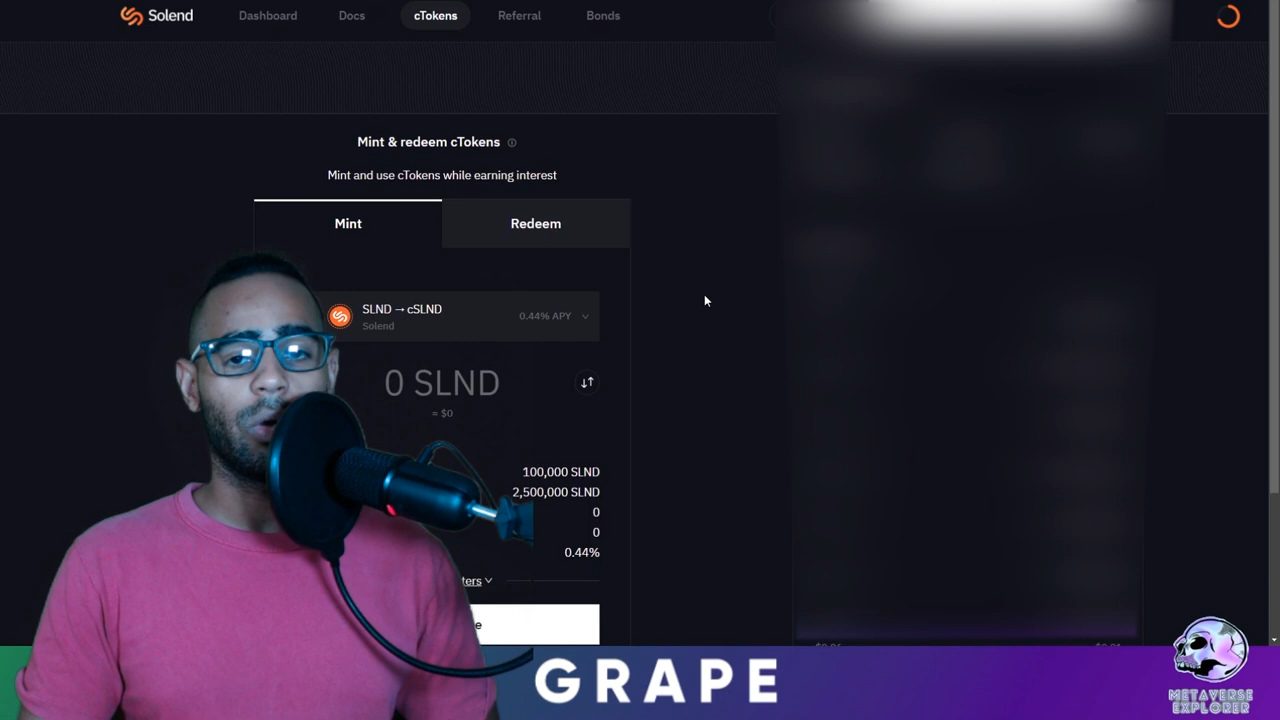 Solend
Dashboard
Docs
cTokens
Referral
Bonds
Mint & redeem cTokens
Mint and use cTokens while earning interest
Mint
Redeem
SLND → cSLND
Solend
0.44% APY
0 SLND
≈ $0
100,000 SLND
2,500,000 SLND
0
0
0.44%
ters
e
GRAPE
METAVERSE
EXPLORER